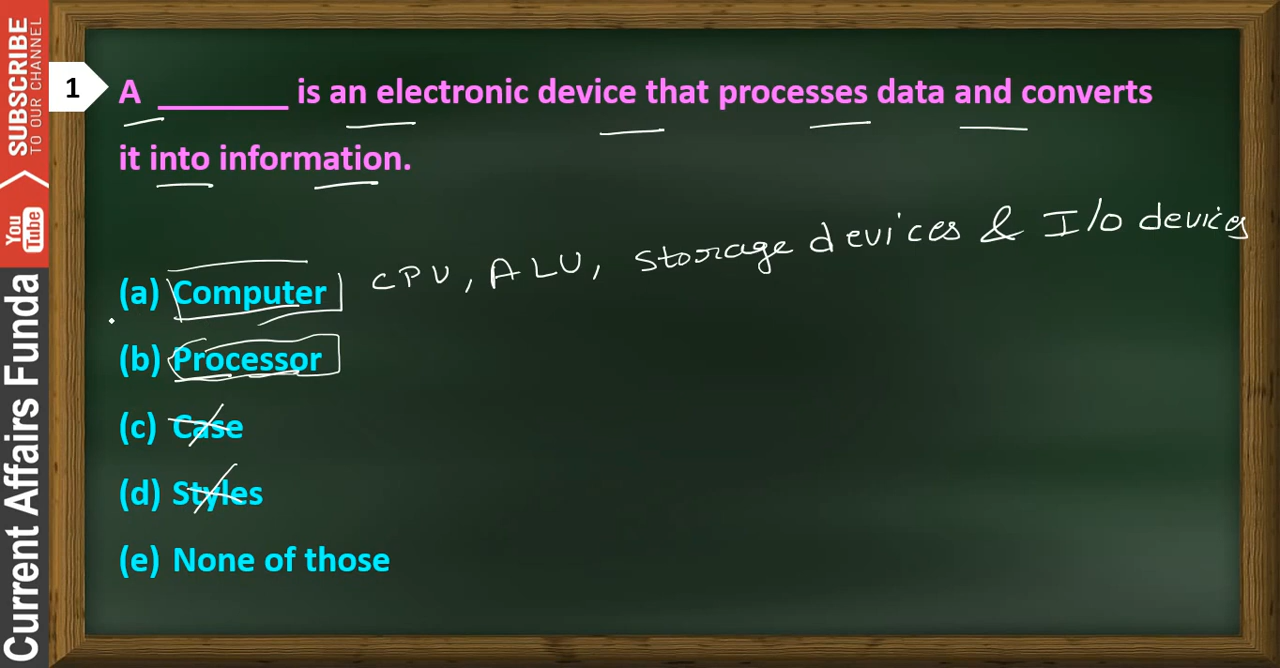 SUBSCRIBE
TO OUR CHANNEL
You
Tube
Current Affairs Funda
1
A ________ is an electronic device that processes data and converts
it into information.
(a) Computer CPU, ALU, Storage devices & I/O devices
(b) Processor
(c) Case
(d) Styles
(e) None of those